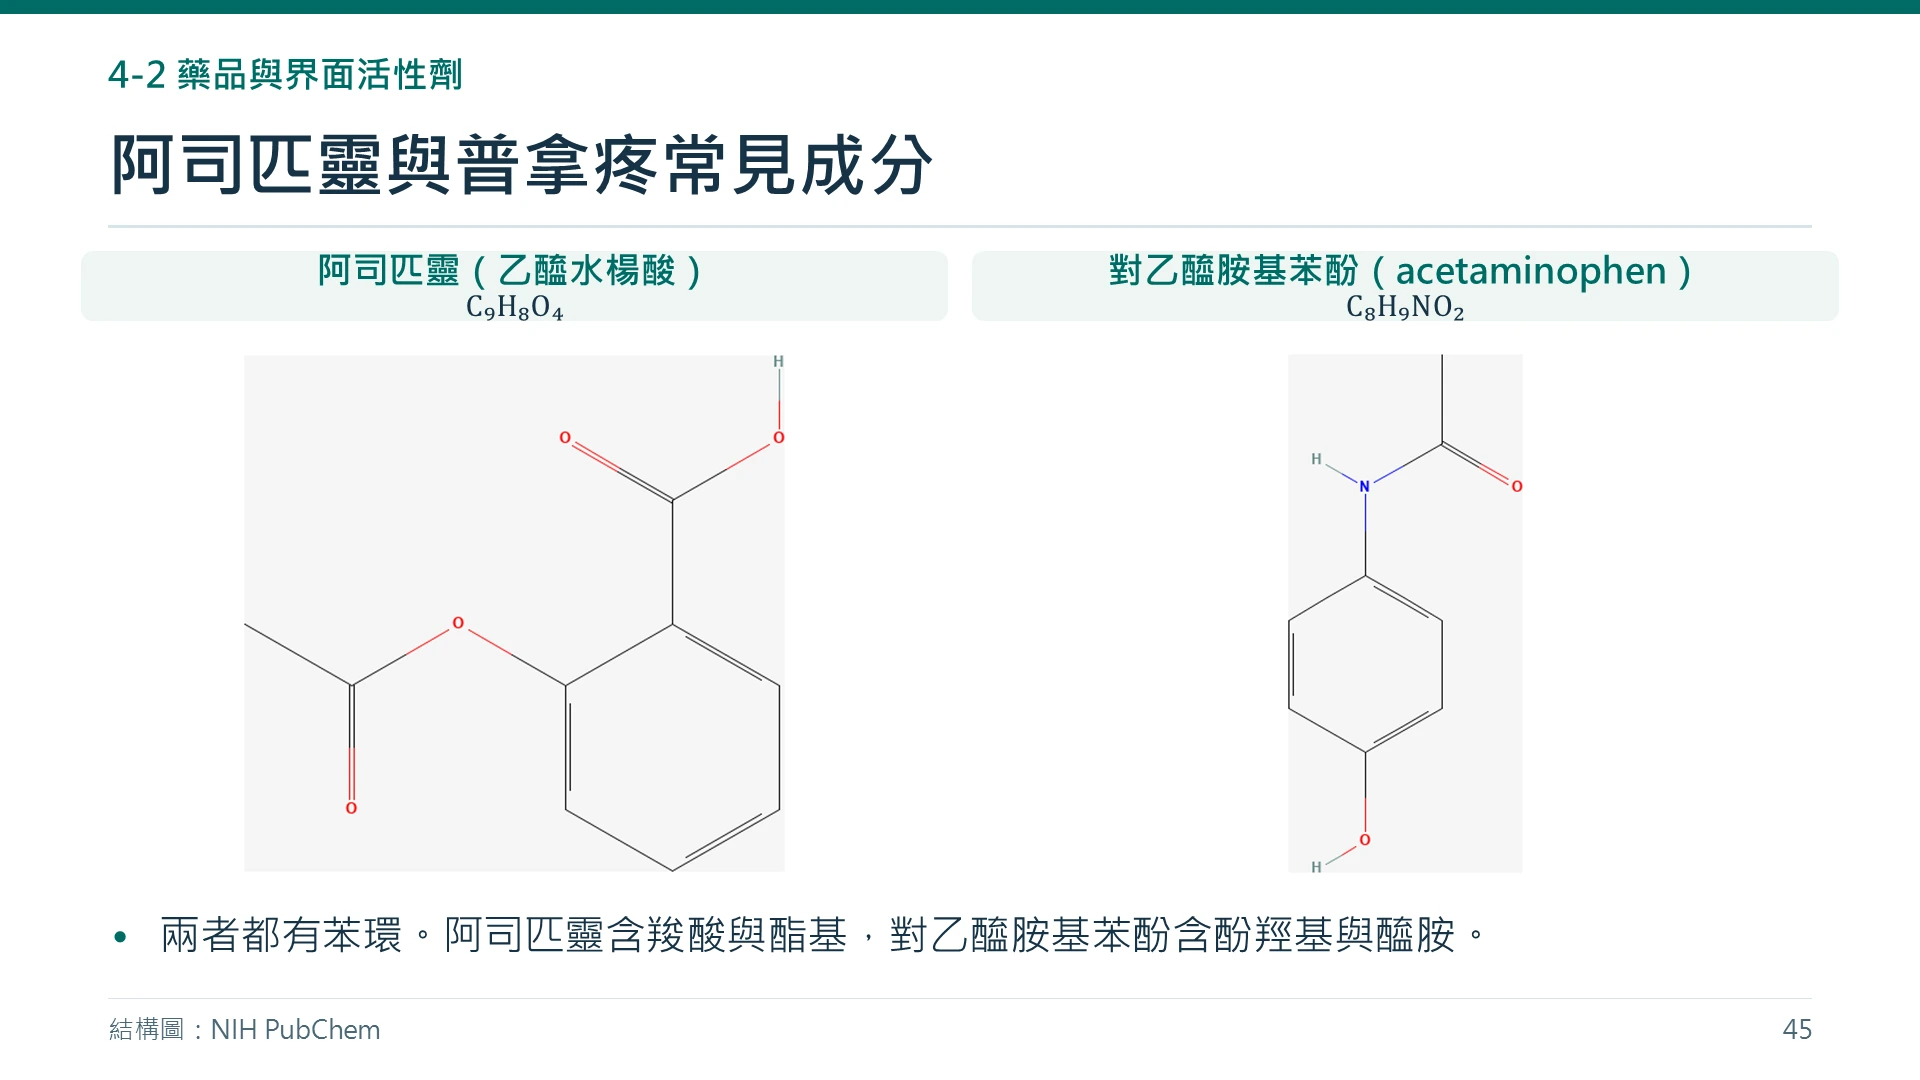 4-2 藥品與界面活性劑
阿司匹靈與普拿疼常見成分
阿司匹靈（乙醯水楊酸）
C₉H₈O₄
對乙醯胺基苯酚（acetaminophen）
C₈H₉NO₂
H
O
O
O
O
H
N
O
O
H
• 兩者都有苯環。阿司匹靈含羧酸與酯基，對乙醯胺基苯酚含酚羥基與醯胺。
結構圖：NIH PubChem
45